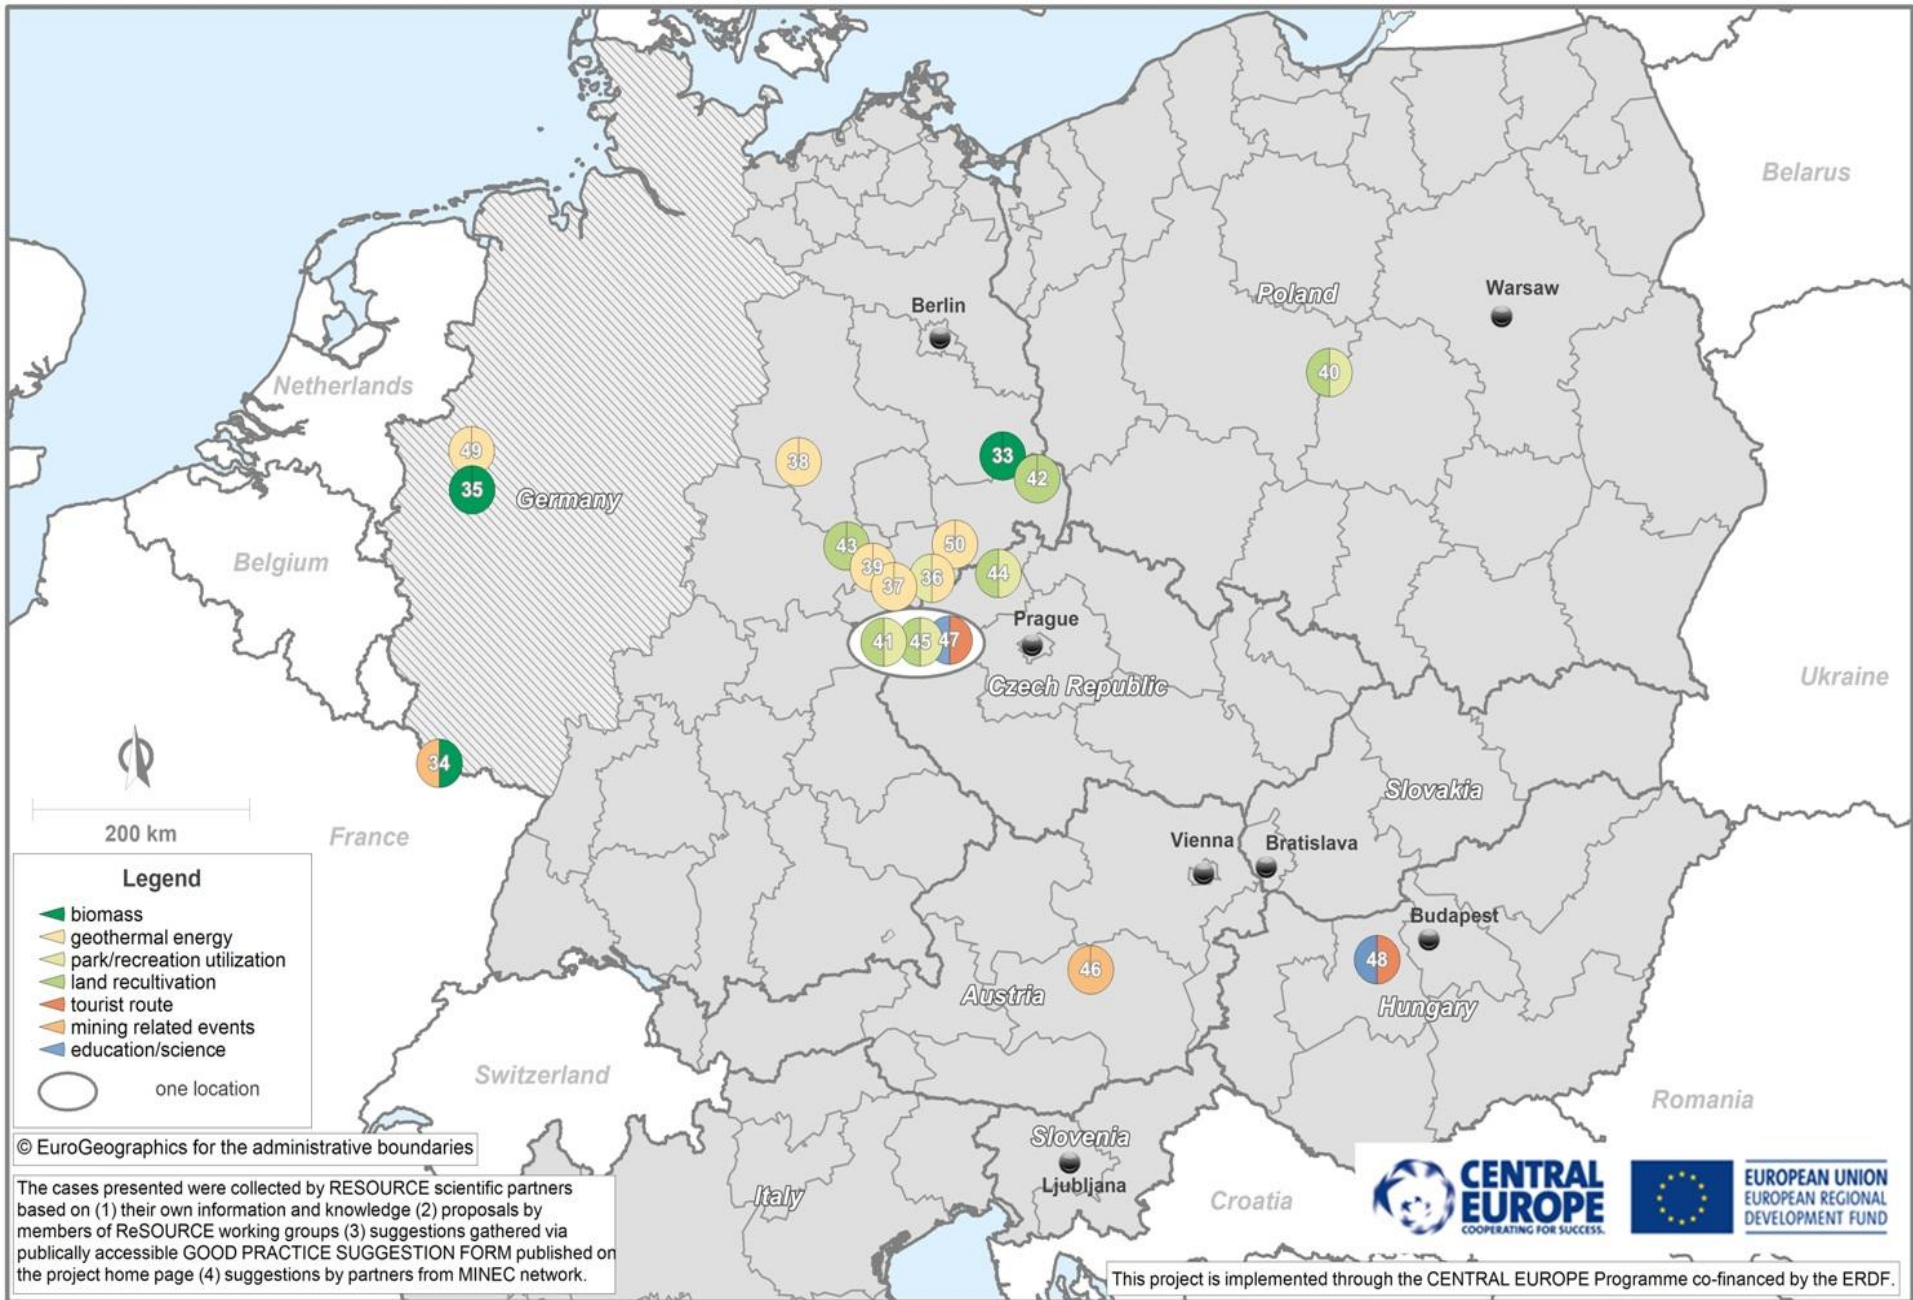 Belarus
Poland
Warsaw
Berlin
Netherlands
40
49
38
33
35
Germany
42
43
50
Belgium
39
37
36
44
Prague
41
45
47
Czech Republic
Ukraine
34
Slovakia
200 km
France
Vienna
Bratislava
Legend
biomass
geothermal energy
park/recreation utilization
land recultivation
tourist route
mining related events
education/science
one location
Budapest
46
48
Austria
Hungary
Switzerland
Romania
Slovenia
Ljubljana
Italy
Croatia
© EuroGeographics for the administrative boundaries
The cases presented were collected by RESOURCE scientific partners
based on (1) their own information and knowledge (2) proposals by
members of ReSOURCE working groups (3) suggestions gathered via
publically accessible GOOD PRACTICE SUGGESTION FORM published on
the project home page (4) suggestions by partners from MINEC network.
CENTRAL
EUROPE
COOPERATING FOR SUCCESS.
EUROPEAN UNION
EUROPEAN REGIONAL
DEVELOPMENT FUND
This project is implemented through the CENTRAL EUROPE Programme co-financed by the ERDF.